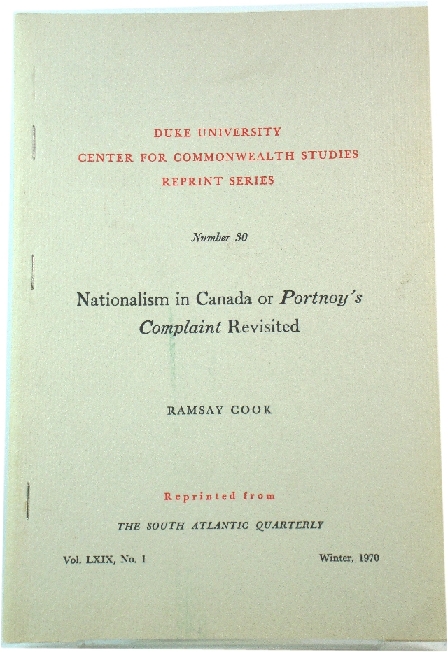 DUKE UNIVERSITY
CENTER FOR COMMONWEALTH STUDIES
REPRINT SERIES
Number 30
Nationalism in Canada or Portnoy's
Complaint Revisited
RAMSAY COOK
Reprinted from
THE SOUTH ATLANTIC QUARTERLY
Vol. LXIX, No. 1 Winter, 1970